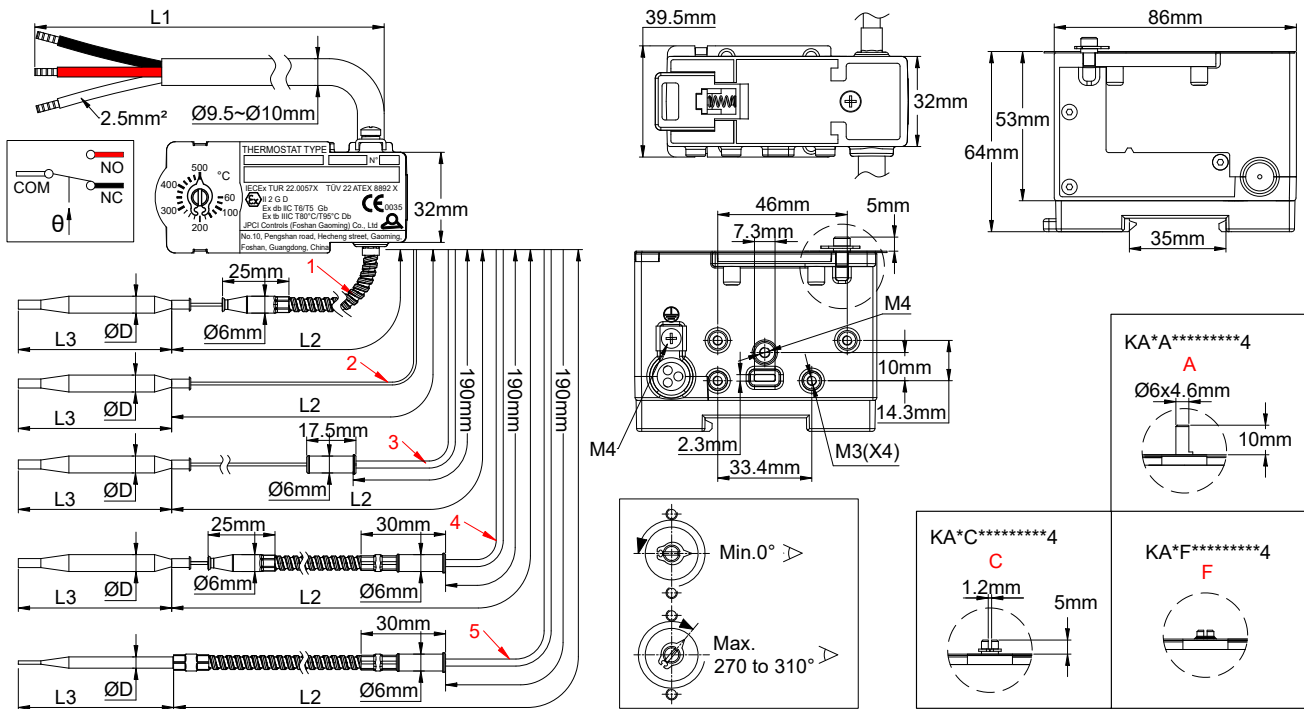 L1
2.5mm²
Ø9.5~Ø10mm
COM
NO
NC
θ
THERMOSTAT TYPE
N°
IECEx TUR 22.0057X TÜV 22 ATEX 8892 X
Ex II 2 G D
Ex db IIC T6/T5 Gb
Ex tb IIIC T80°C/T95°C Db
CE 0035
JPCI Controls (Foshan Gaoming) Co., Ltd
No.10, Pengshan road, Hecheng street, Gaoming,
Foshan, Guangdong, China
°C
500
400
300
200
100
60
32mm
25mm
1
ØD
Ø6mm
L3
L2
2
ØD
L3
L2
17.5mm
3
ØD
Ø6mm
L3
L2
190mm
190mm
190mm
25mm
30mm
4
ØD
Ø6mm
Ø6mm
L3
L2
30mm
5
ØD
Ø6mm
L3
L2
39.5mm
32mm
86mm
53mm
64mm
35mm
46mm
5mm
7.3mm
M4
10mm
14.3mm
M4
2.3mm
33.4mm
M3(X4)
Min.0°
Max.
270 to 310°
KA*A*********4
A
Ø6x4.6mm
10mm
KA*C*********4
C
1.2mm
5mm
KA*F*********4
F